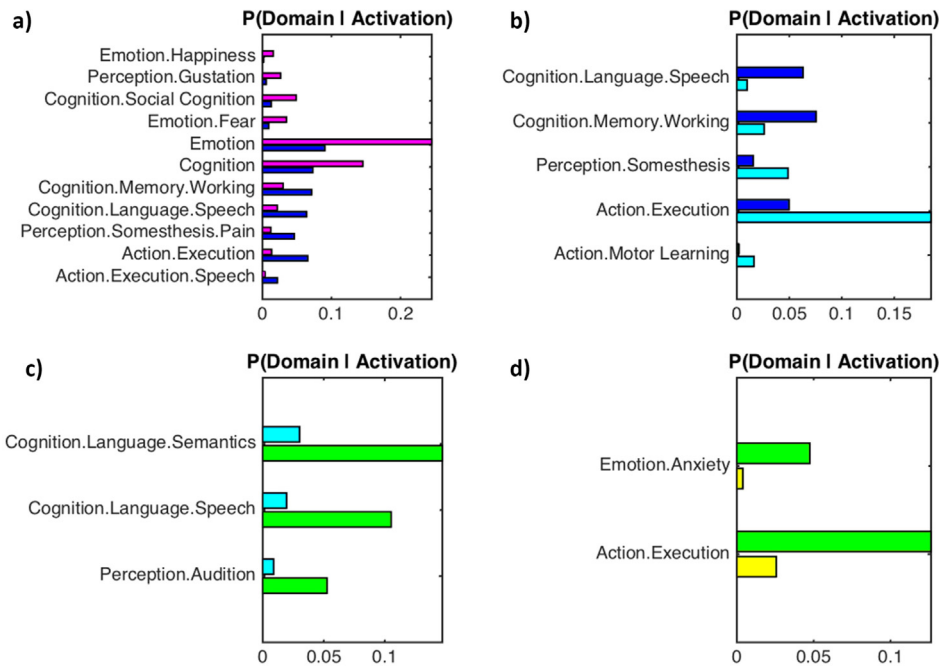 a)
P(Domain I Activation)
Emotion.Happiness
Perception.Gustation
Cognition.Social Cognition
Emotion.Fear
Emotion
Cognition
Cognition.Memory.Working
Cognition.Language.Speech
Perception.Somesthesis.Pain
Action.Execution
Action.Execution.Speech
0 0.1 0.2
b)
P(Domain I Activation)
Cognition.Language.Speech
Cognition.Memory.Working
Perception.Somesthesis
Action.Execution
Action.Motor Learning
0 0.05 0.1 0.15
c)
P(Domain I Activation)
Cognition.Language.Semantics
Cognition.Language.Speech
Perception.Audition
0 0.05 0.1
d)
P(Domain I Activation)
Emotion.Anxiety
Action.Execution
0 0.05 0.1